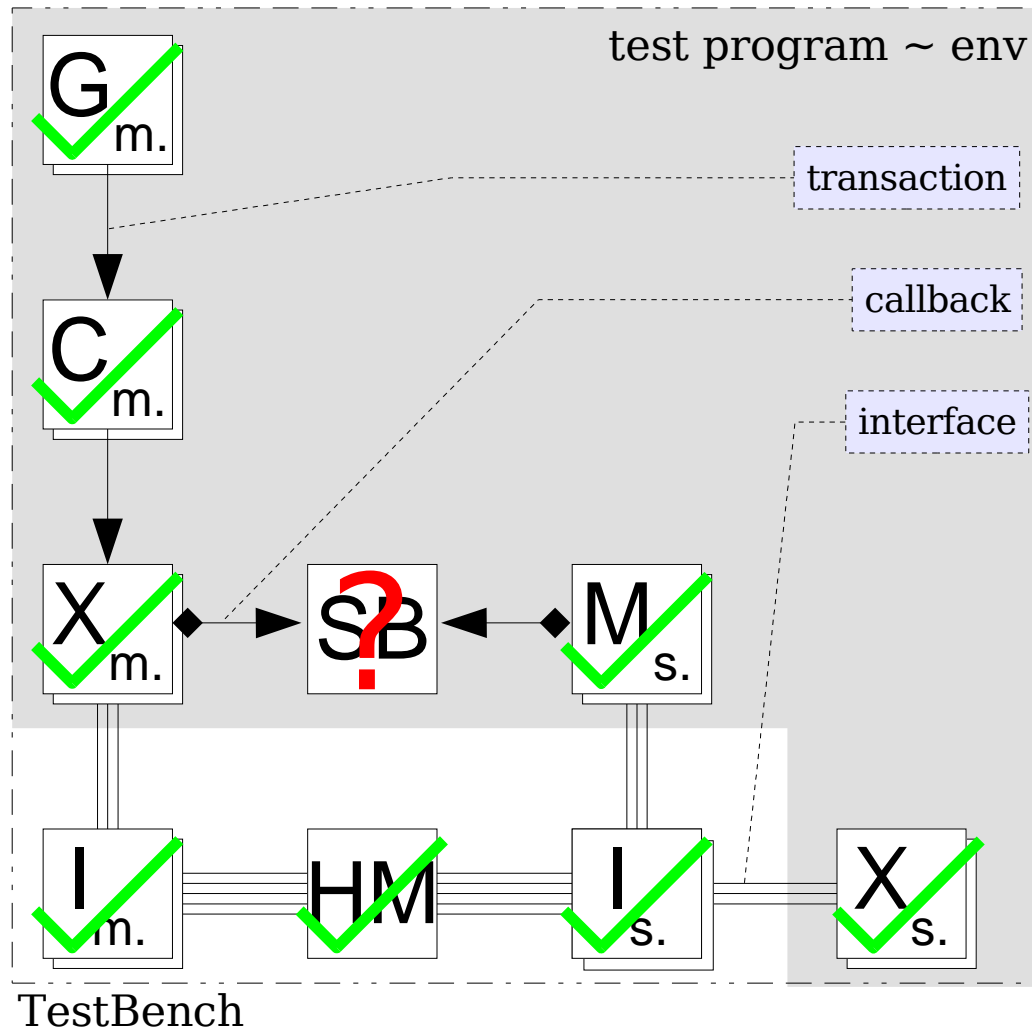 test program ~ env
G
m.
transaction
callback
C
m.
interface
X
m.
SB
?
M
s.
I
m.
HM
I
s.
X
s.
TestBench